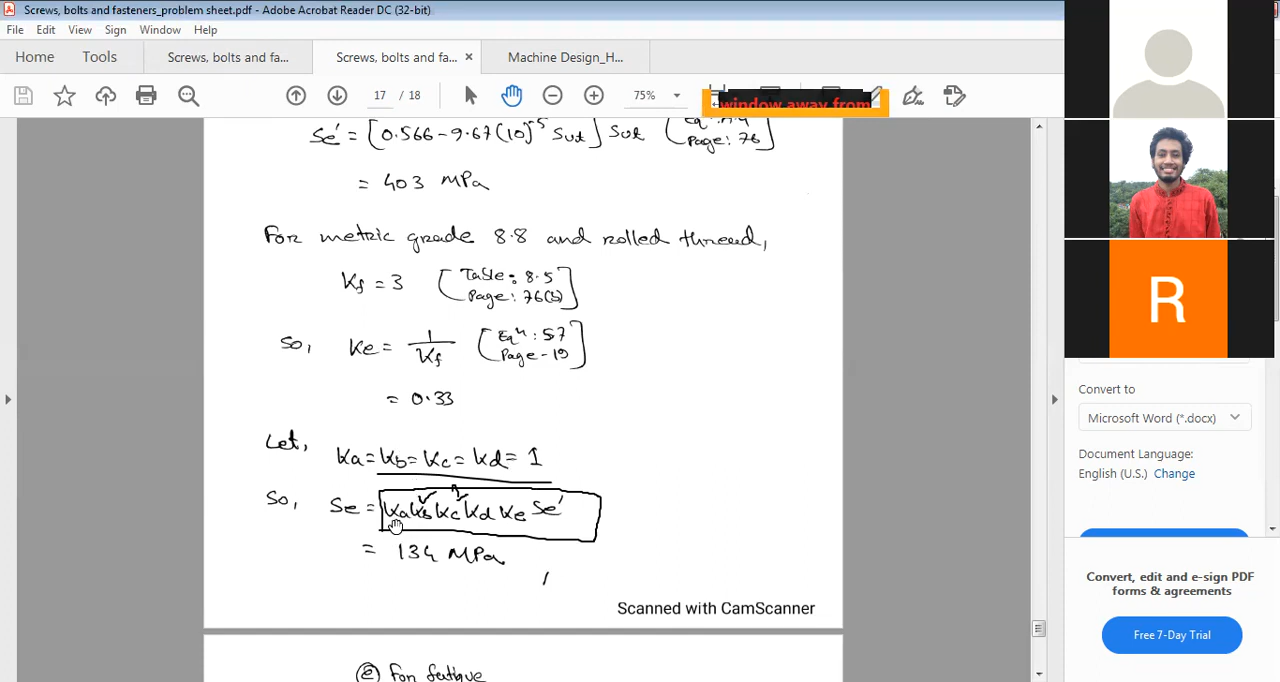 Screws, bolts and fasteners_problem sheet.pdf - Adobe Acrobat Reader DC (32-bit)
File Edit View Sign Window Help
Home Tools Screws, bolts and fa... Screws, bolts and fa... × Machine Design_H...
17 / 18 75%
window away from
Se' = [0.566-9.67(10)⁻⁵ Sut] Sut [Page: 76]
= 403 MPa
For metric grade 8.8 and rolled thread,
Kf = 3 [Table: 8.5
Page: 76(b)]
So, Ke = 1/Kf [Eqⁿ: 57
Page-19]
= 0.33
Let,
Ka = Kb = Kc = Kd = 1
So, Se = Ka Kb Kc Kd Ke Se'
= 134 MPa
Scanned with CamScanner
For fatigue
R
Convert to
Microsoft Word (*.docx)
Document Language:
English (U.S.) Change
Convert, edit and e-sign PDF
forms & agreements
Free 7-Day Trial